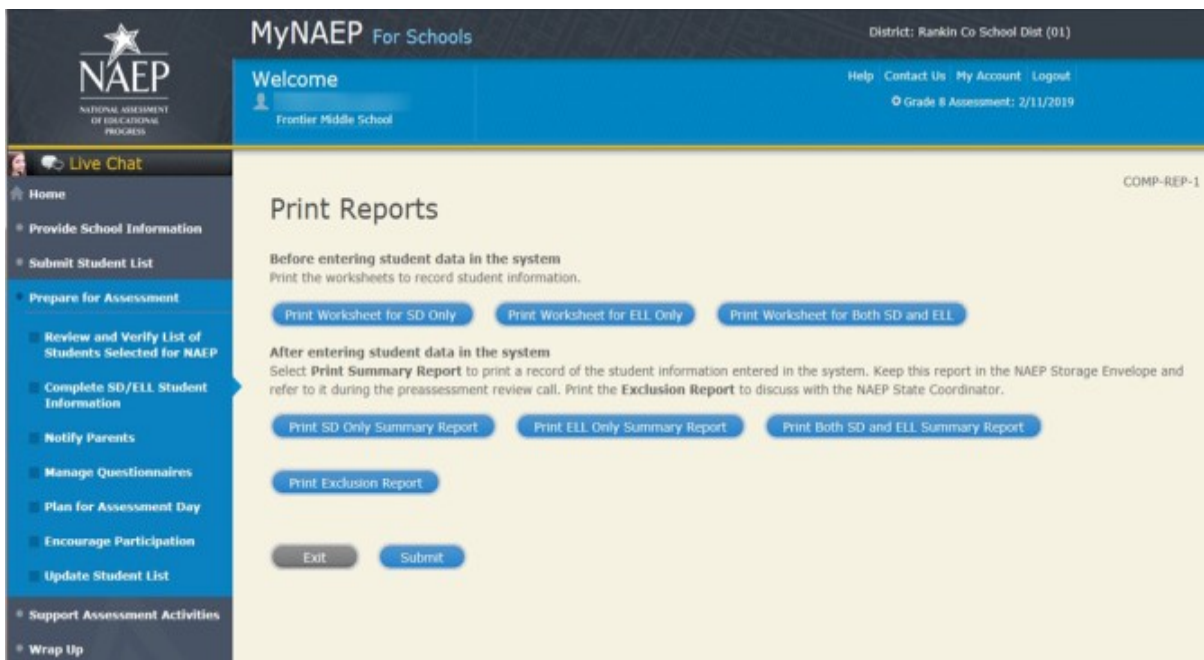 NAEP
NATIONAL ASSESSMENT
OF EDUCATIONAL
PROGRESS
MyNAEP For Schools
District: Rankin Co School Dist (01)
Welcome
Frontier Middle School
Help Contact Us My Account Logout
Grade 8 Assessment: 2/11/2019
Live Chat
Home
Provide School Information
Submit Student List
Prepare for Assessment
Review and Verify List of
Students Selected for NAEP
Complete SD/ELL Student
Information
Notify Parents
Manage Questionnaires
Plan for Assessment Day
Encourage Participation
Update Student List
Support Assessment Activities
Wrap Up
COMP-REP-1
Print Reports
Before entering student data in the system
Print the worksheets to record student information.
Print Worksheet for SD Only Print Worksheet for ELL Only Print Worksheet for Both SD and ELL
After entering student data in the system
Select Print Summary Report to print a record of the student information entered in the system. Keep this report in the NAEP Storage Envelope and
refer to it during the preassessment review call. Print the Exclusion Report to discuss with the NAEP State Coordinator.
Print SD Only Summary Report Print ELL Only Summary Report Print Both SD and ELL Summary Report
Print Exclusion Report
Exit Submit